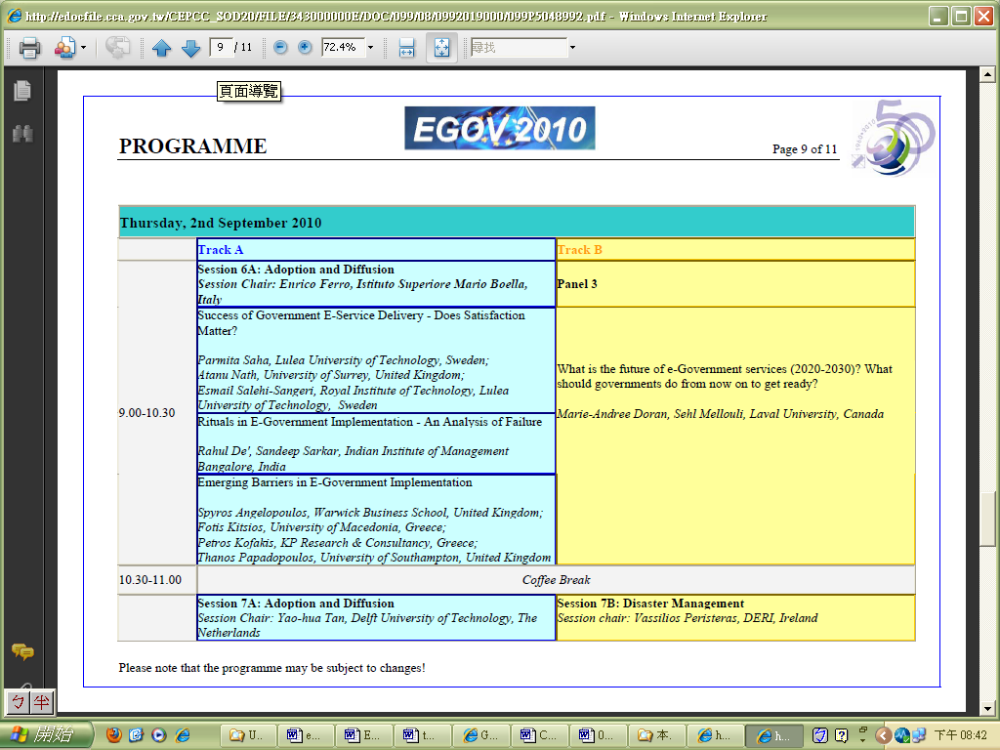 http://edocfile.cca.gov.tw/CEPCC_SOD20/FILE/343000000E/DOC/099/08/0992019000/099P5048992.pdf - Windows Internet Explorer
9 / 11
72.4%
尋找
頁面導覽
EGOV 2010
50
1960-2010
PROGRAMME
Page 9 of 11
Thursday, 2nd September 2010
Track A
Track B
Session 6A: Adoption and Diffusion
Session Chair: Enrico Ferro, Istituto Superiore Mario Boella,
Italy
Panel 3
9.00-10.30
Success of Government E-Service Delivery - Does Satisfaction
Matter?
Parmita Saha, Lulea University of Technology, Sweden;
Atanu Nath, University of Surrey, United Kingdom;
Esmail Salehi-Sangeri, Royal Institute of Technology, Lulea
University of Technology, Sweden
Rituals in E-Government Implementation - An Analysis of Failure
Rahul De', Sandeep Sarkar, Indian Institute of Management
Bangalore, India
Emerging Barriers in E-Government Implementation
Spyros Angelopoulos, Warwick Business School, United Kingdom;
Fotis Kitsios, University of Macedonia, Greece;
Petros Kofakis, KP Research & Consultancy, Greece;
Thanos Papadopoulos, University of Southampton, United Kingdom
What is the future of e-Government services (2020-2030)? What
should governments do from now on to get ready?
Marie-Andree Doran, Sehl Mellouli, Laval University, Canada
10.30-11.00
Coffee Break
Session 7A: Adoption and Diffusion
Session Chair: Yao-hua Tan, Delft University of Technology, The
Netherlands
Session 7B: Disaster Management
Session chair: Vassilios Peristeras, DERI, Ireland
Please note that the programme may be subject to changes!
ㄅ 半
開始
U...
e...
E...
t...
G...
C...
0...
本...
h...
h...
下午 08:42